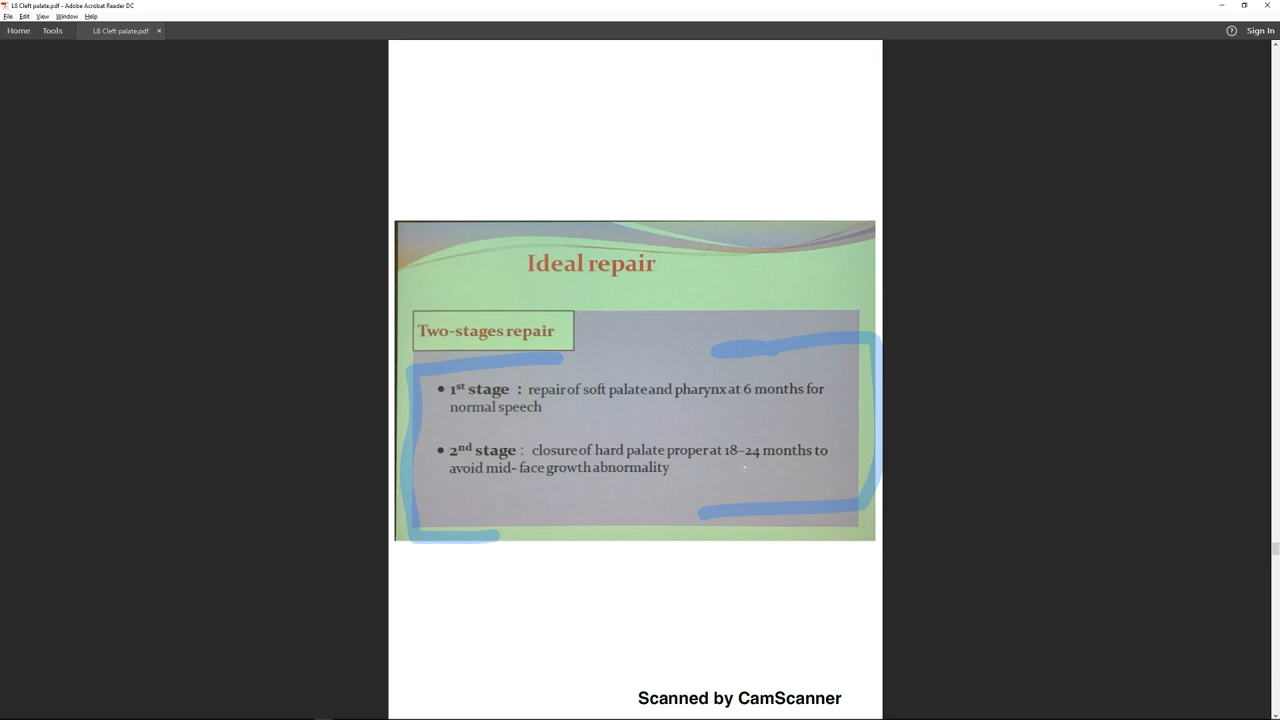 L8 Cleft palate.pdf - Adobe Acrobat Reader DC
File Edit View Window Help
Home Tools L8 Cleft palate.pdf × ? Sign In
Ideal repair
Two-stages repair
• 1st stage : repair of soft palate and pharynx at 6 months for
normal speech
• 2nd stage : closure of hard palate proper at 18–24 months to
avoid mid- face growth abnormality
Scanned by CamScanner